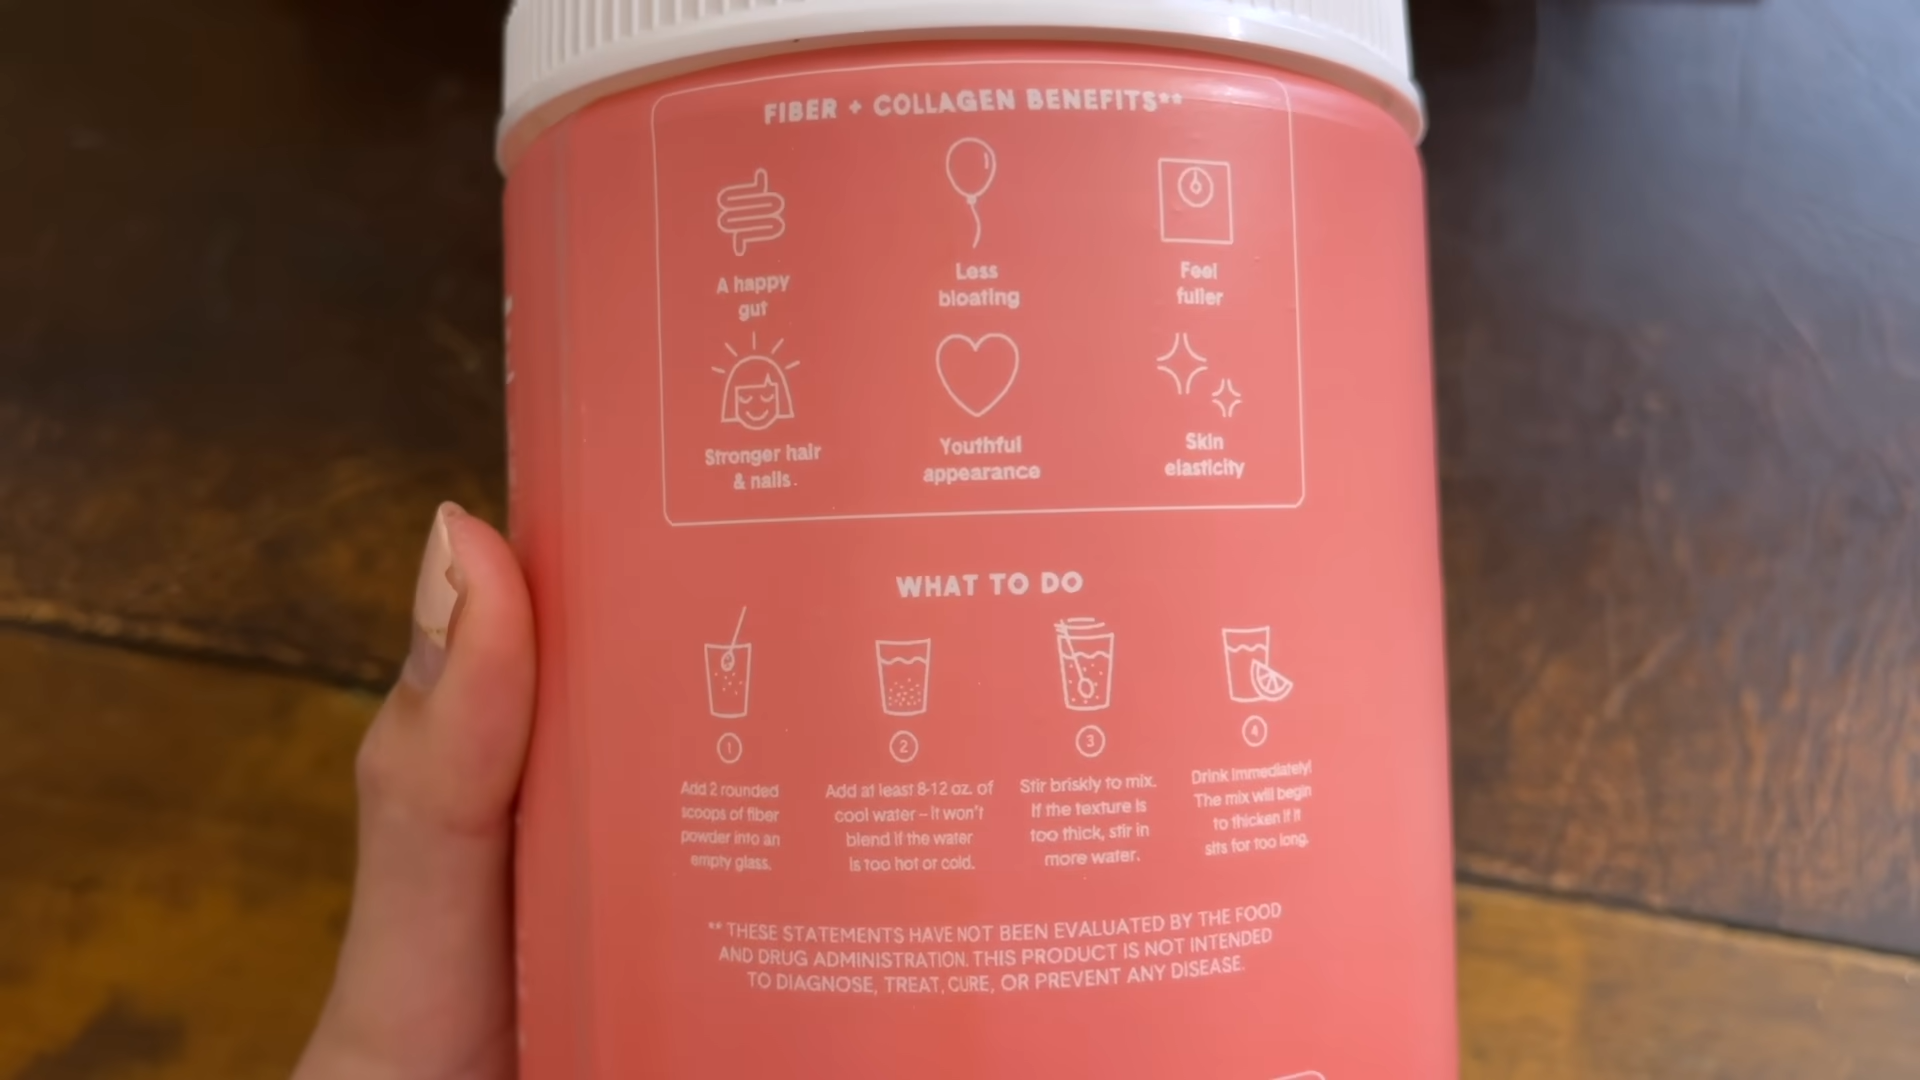 FIBER + COLLAGEN BENEFITS**
A happy
gut
Less
bloating
Feel
fuller
Stronger hair
& nails.
Youthful
appearance
Skin
elasticity
WHAT TO DO
1
Add 2 rounded
scoops of fiber
powder into an
empty glass.
2
Add at least 8-12 oz. of
cool water – it won't
blend if the water
is too hot or cold.
3
Stir briskly to mix.
If the texture is
too thick, stir in
more water.
4
Drink immediately!
The mix will begin
to thicken if it
sits for too long.
** THESE STATEMENTS HAVE NOT BEEN EVALUATED BY THE FOOD
AND DRUG ADMINISTRATION. THIS PRODUCT IS NOT INTENDED
TO DIAGNOSE, TREAT, CURE, OR PREVENT ANY DISEASE.